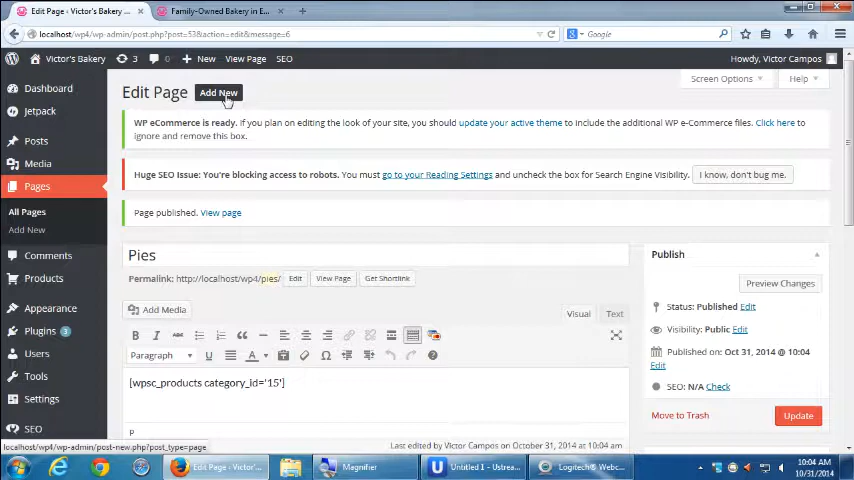 Edit Page ‹ Victor's Bakery ...
Family-Owned Bakery in E...
localhost/wp4/wp-admin/post.php?post=53&action=edit&message=6
Google
Victor's Bakery 3 0 + New View Page SEO
Howdy, Victor Campos
Dashboard
Jetpack
Posts
Media
Pages
All Pages
Add New
Comments
Products
Appearance
Plugins 3
Users
Tools
Settings
SEO
Screen Options
Help
Edit Page Add New
WP eCommerce is ready. If you plan on editing the look of your site, you should update your active theme to include the additional WP e-Commerce files. Click here to
ignore and remove this box.
Huge SEO Issue: You're blocking access to robots. You must go to your Reading Settings and uncheck the box for Search Engine Visibility. I know, don't bug me.
Page published. View page
Pies
Permalink: http://localhost/wp4/pies/ Edit View Page Get Shortlink
Add Media
Visual Text
B I ABC
Paragraph U A
[wpsc_products category_id='15']
P
Last edited by Victor Campos on October 31, 2014 at 10:04 am
Publish
Preview Changes
Status: Published Edit
Visibility: Public Edit
Published on: Oct 31, 2014 @ 10:04
Edit
SEO: N/A Check
Move to Trash Update
localhost/wp4/wp-admin/post-new.php?post_type=page
Edit Page ‹ Victor'...
Magnifier
Untitled 1 - Ustrea...
Logitech® Webc...
10:04 AM
10/31/2014